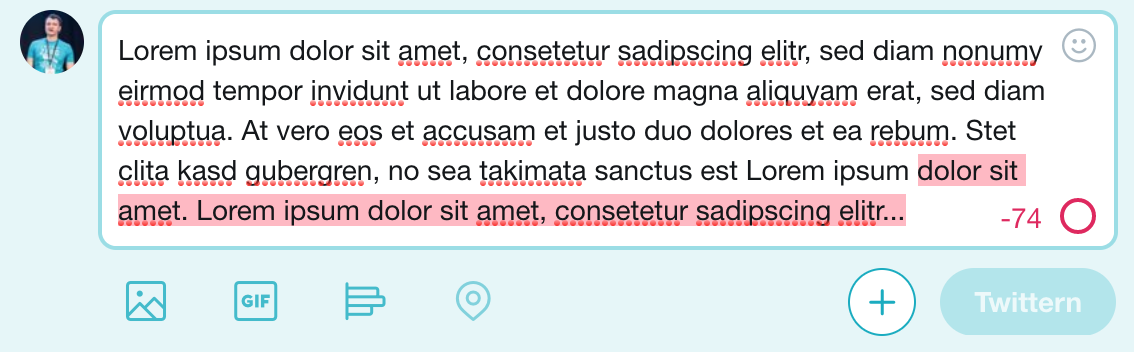 Lorem ipsum dolor sit amet, consetetur sadipscing elitr, sed diam nonumy
eirmod tempor invidunt ut labore et dolore magna aliquyam erat, sed diam
voluptua. At vero eos et accusam et justo duo dolores et ea rebum. Stet
clita kasd gubergren, no sea takimata sanctus est Lorem ipsum dolor sit
amet. Lorem ipsum dolor sit amet, consetetur sadipscing elitr...
-74
GIF
Twittern